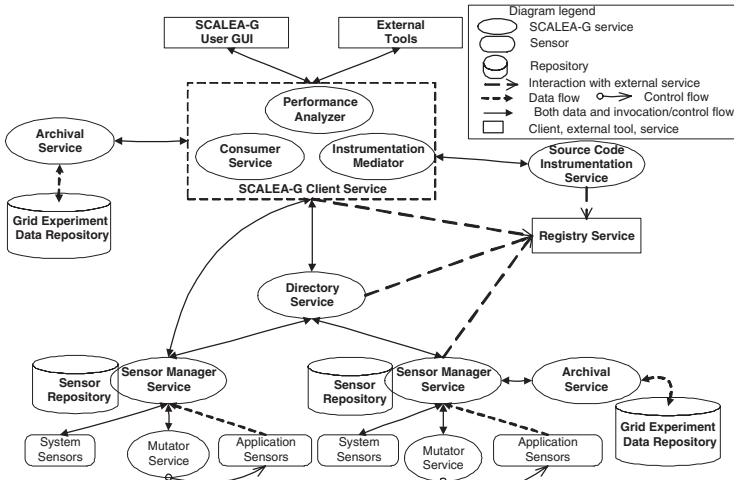 SCALEA-G
User GUI
External
Tools
Diagram legend
SCALEA-G service
Sensor
Repository
Interaction with external service
Data flow
Control flow
Both data and invocation/control flow
Client, external tool, service
Performance
Analyzer
Consumer
Service
Instrumentation
Mediator
SCALEA-G Client Service
Archival
Service
Grid Experiment
Data Repository
Source Code
Instrumentation
Service
Registry Service
Directory
Service
Sensor
Repository
Sensor Manager
Service
System
Sensors
Mutator
Service
Application
Sensors
Sensor
Repository
Sensor Manager
Service
Archival
Service
Grid Experiment
Data Repository
System
Sensors
Mutator
Service
Application
Sensors